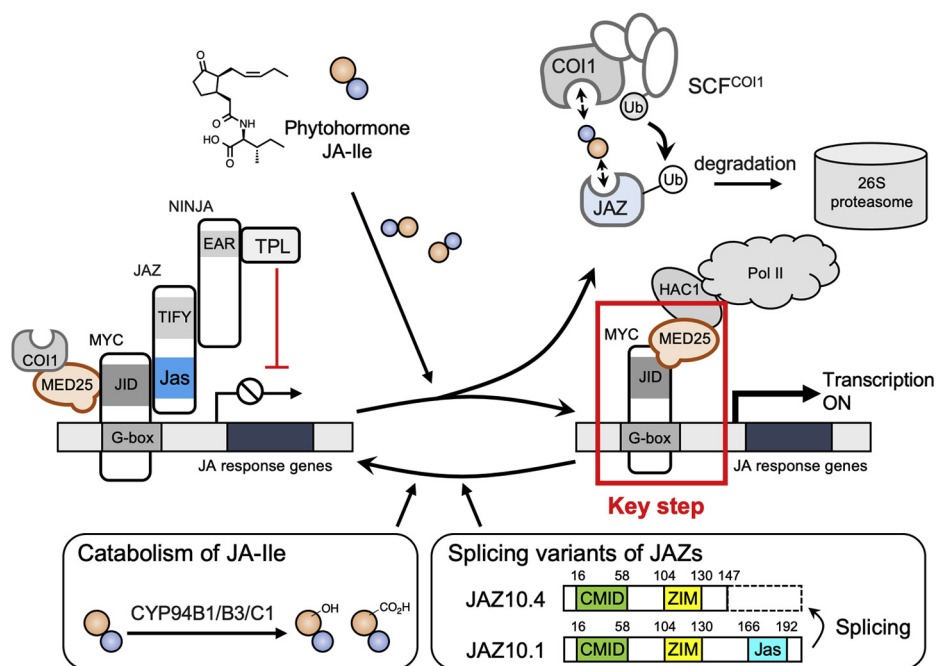 O
O
NH
HO
O
Phytohormone
JA-Ile
COI1
SCFCOI1
Ub
Ub
degradation
26S
proteasome
JAZ
NINJA
EAR
TPL
JAZ
TIFY
Jas
MYC
COI1
MED25
JID
G-box
JA response genes
HAC1
Pol II
MYC
MED25
JID
Transcription
ON
G-box
JA response genes
Key step
Catabolism of JA-Ile
CYP94B1/B3/C1
OH
CO2H
Splicing variants of JAZs
16 58 104 130 147
JAZ10.4 CMID ZIM
16 58 104 130 166 192
JAZ10.1 CMID ZIM Jas
Splicing